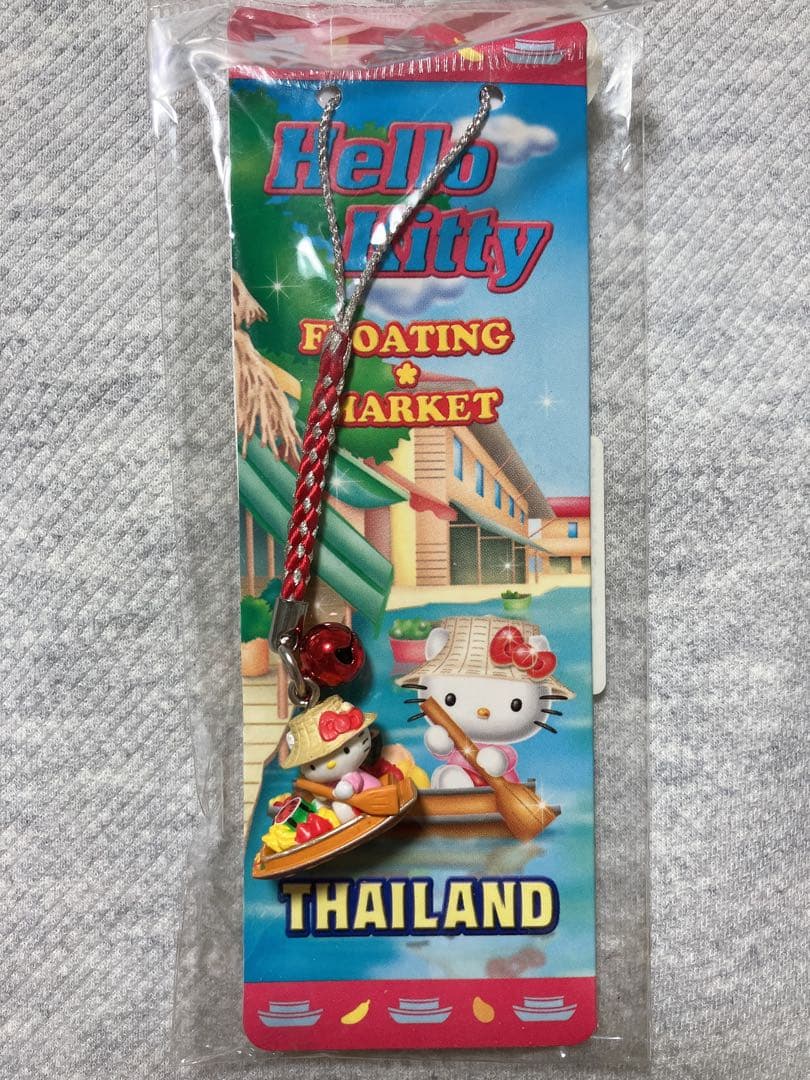 Hello
Kitty
FLOATING
MARKET
THAILAND